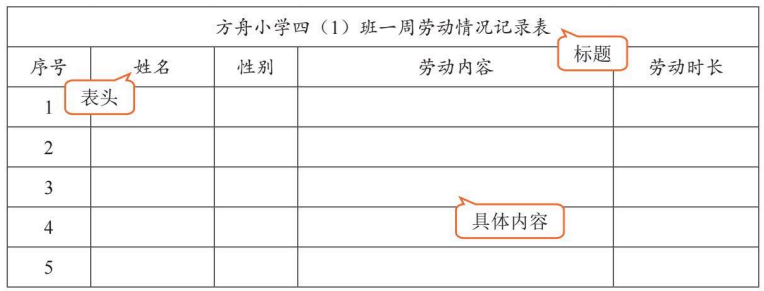 方舟小学四（1）班一周劳动情况记录表
标题
序号 姓名 性别 劳动内容 劳动时长
表头
1
2
3
具体内容
4
5